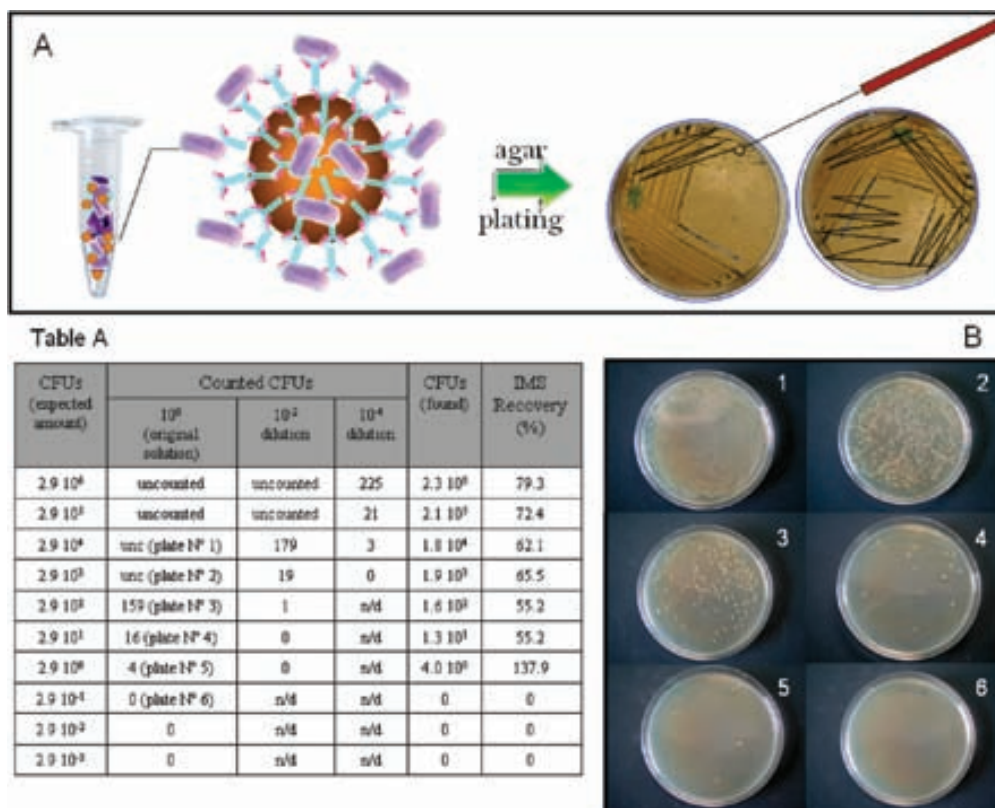 A
agar
plating
Table A
B
CFUs (expected amount)
Counted CFUs
CFUs (found)
IMS Recovery (%)
10⁰ (original solution)
10⁻² dilution
10⁻⁴ dilution
2.9 10⁶ uncounted uncounted 225 2.3 10⁶ 79.3
2.9 10⁵ uncounted uncounted 21 2.1 10⁵ 72.4
2.9 10⁴ unc (plate Nº 1) 179 3 1.8 10⁴ 62.1
2.9 10³ unc (plate Nº 2) 19 0 1.9 10³ 65.5
2.9 10² 159 (plate Nº 3) 1 n/d 1.6 10² 55.2
2.9 10¹ 16 (plate Nº 4) 0 n/d 1.3 10¹ 55.2
2.9 10⁰ 4 (plate Nº 5) 0 n/d 4.0 10⁰ 137.9
2.9 10⁻¹ 0 (plate Nº 6) n/d n/d 0 0
2.9 10⁻² 0 n/d n/d 0 0
2.9 10⁻³ 0 n/d n/d 0 0
1 2
3 4
5 6